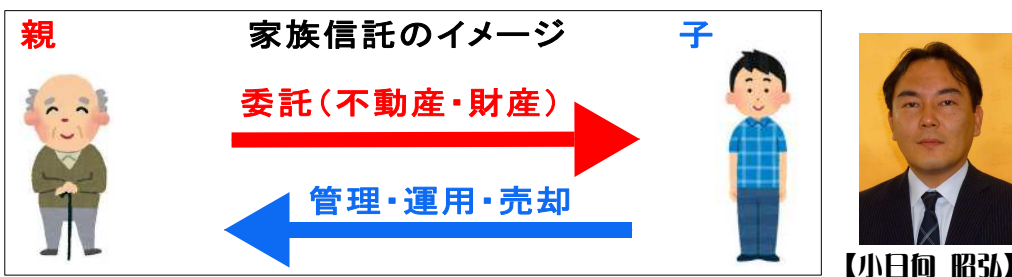 家族信託のイメージ
親
子
委託(不動産・財産)
管理・運用・売却
【小日向 昭弘】